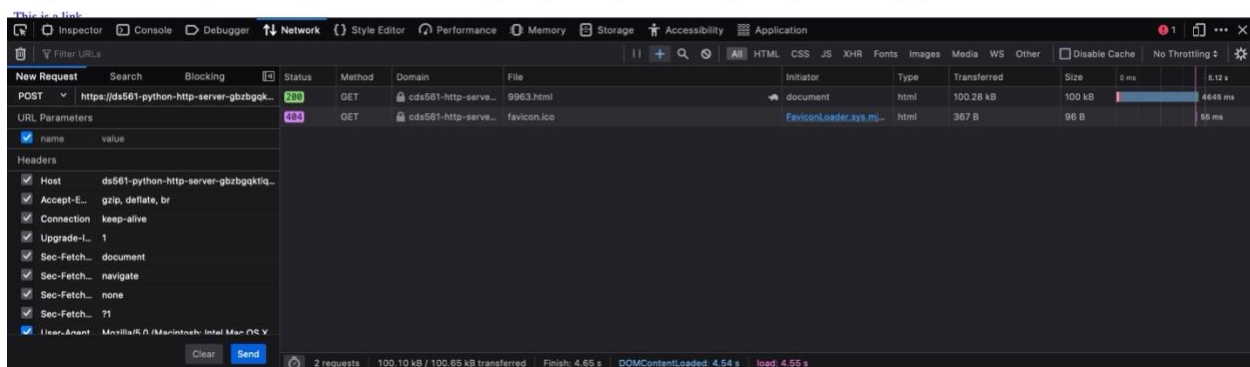 This is a link
Inspector Console Debugger Network {} Style Editor Performance Memory Storage Accessibility Application 1
Filter URLs All HTML CSS JS XHR Fonts Images Media WS Other Disable Cache No Throttling
New Request Search Blocking Status Method Domain File Initiator Type Transferred Size 0 ms 5.12 s
POST https://ds561-python-http-server-gbzbgqk... 200 GET cds561-http-serve... 9963.html document html 100.28 kB 100 kB 4645 ms
URL Parameters 404 GET cds561-http-serve... favicon.ico FaviconLoader.sys.mj... html 367 B 96 B 55 ms
name value
Headers
Host ds561-python-http-server-gbzbgqktiq...
Accept-E... gzip, deflate, br
Connection keep-alive
Upgrade-I... 1
Sec-Fetch... document
Sec-Fetch... navigate
Sec-Fetch... none
Sec-Fetch... ?1
User-Agent Mozilla/5.0 (Macintosh; Intel Mac OS X
Clear Send 2 requests 100.10 kB / 100.65 kB transferred Finish: 4.65 s DOMContentLoaded: 4.54 s load: 4.55 s